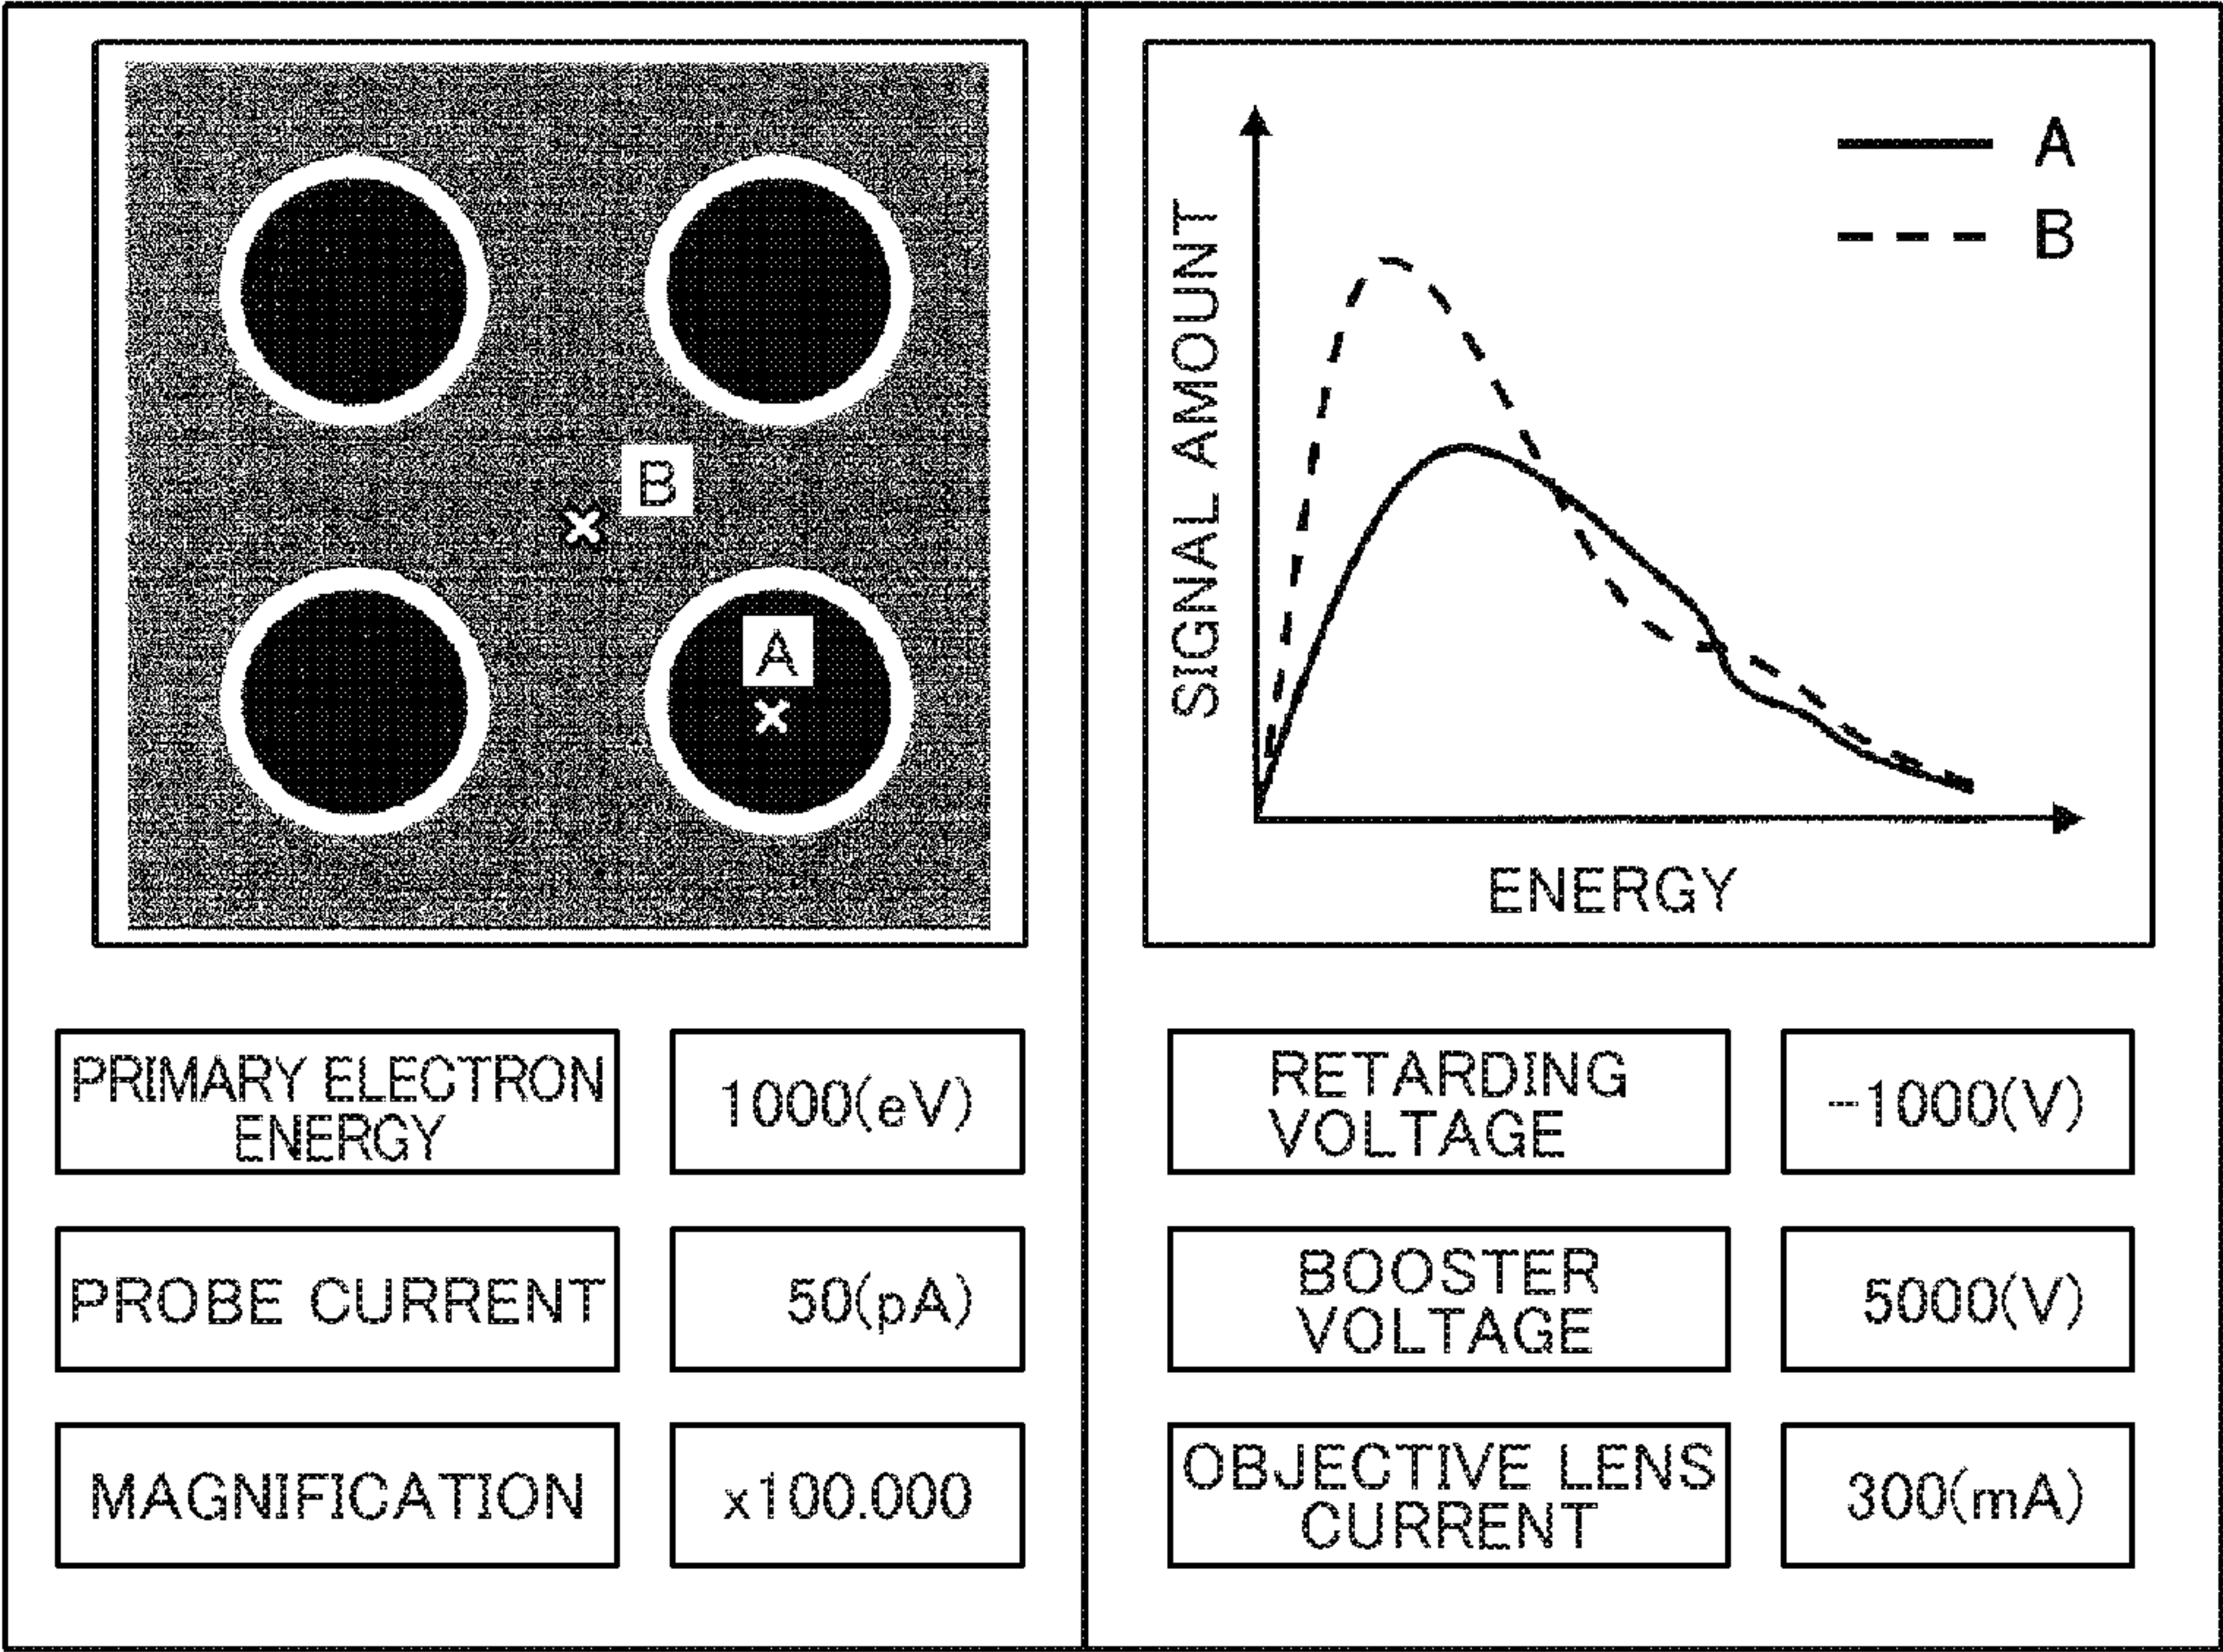 B
A
A
B
SIGNAL AMOUNT
ENERGY
PRIMARY ELECTRON
ENERGY
1000(eV)
PROBE CURRENT
50(pA)
MAGNIFICATION
x100.000
RETARDING
VOLTAGE
-1000(V)
BOOSTER
VOLTAGE
5000(V)
OBJECTIVE LENS
CURRENT
300(mA)